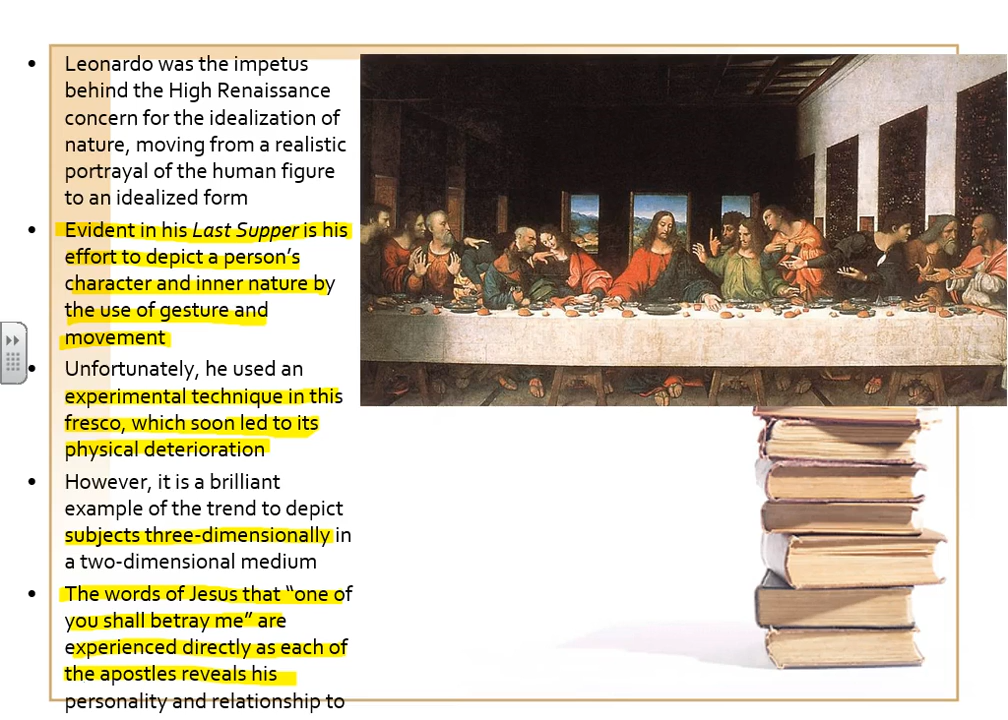 Leonardo was the impetus
behind the High Renaissance
concern for the idealization of
nature, moving from a realistic
portrayal of the human figure
to an idealized form
Evident in his Last Supper is his
effort to depict a person’s
character and inner nature by
the use of gesture and
movement
Unfortunately, he used an
experimental technique in this
fresco, which soon led to its
physical deterioration
However, it is a brilliant
example of the trend to depict
subjects three-dimensionally in
a two-dimensional medium
The words of Jesus that “one of
you shall betray me” are
experienced directly as each of
the apostles reveals his
personality and relationship to